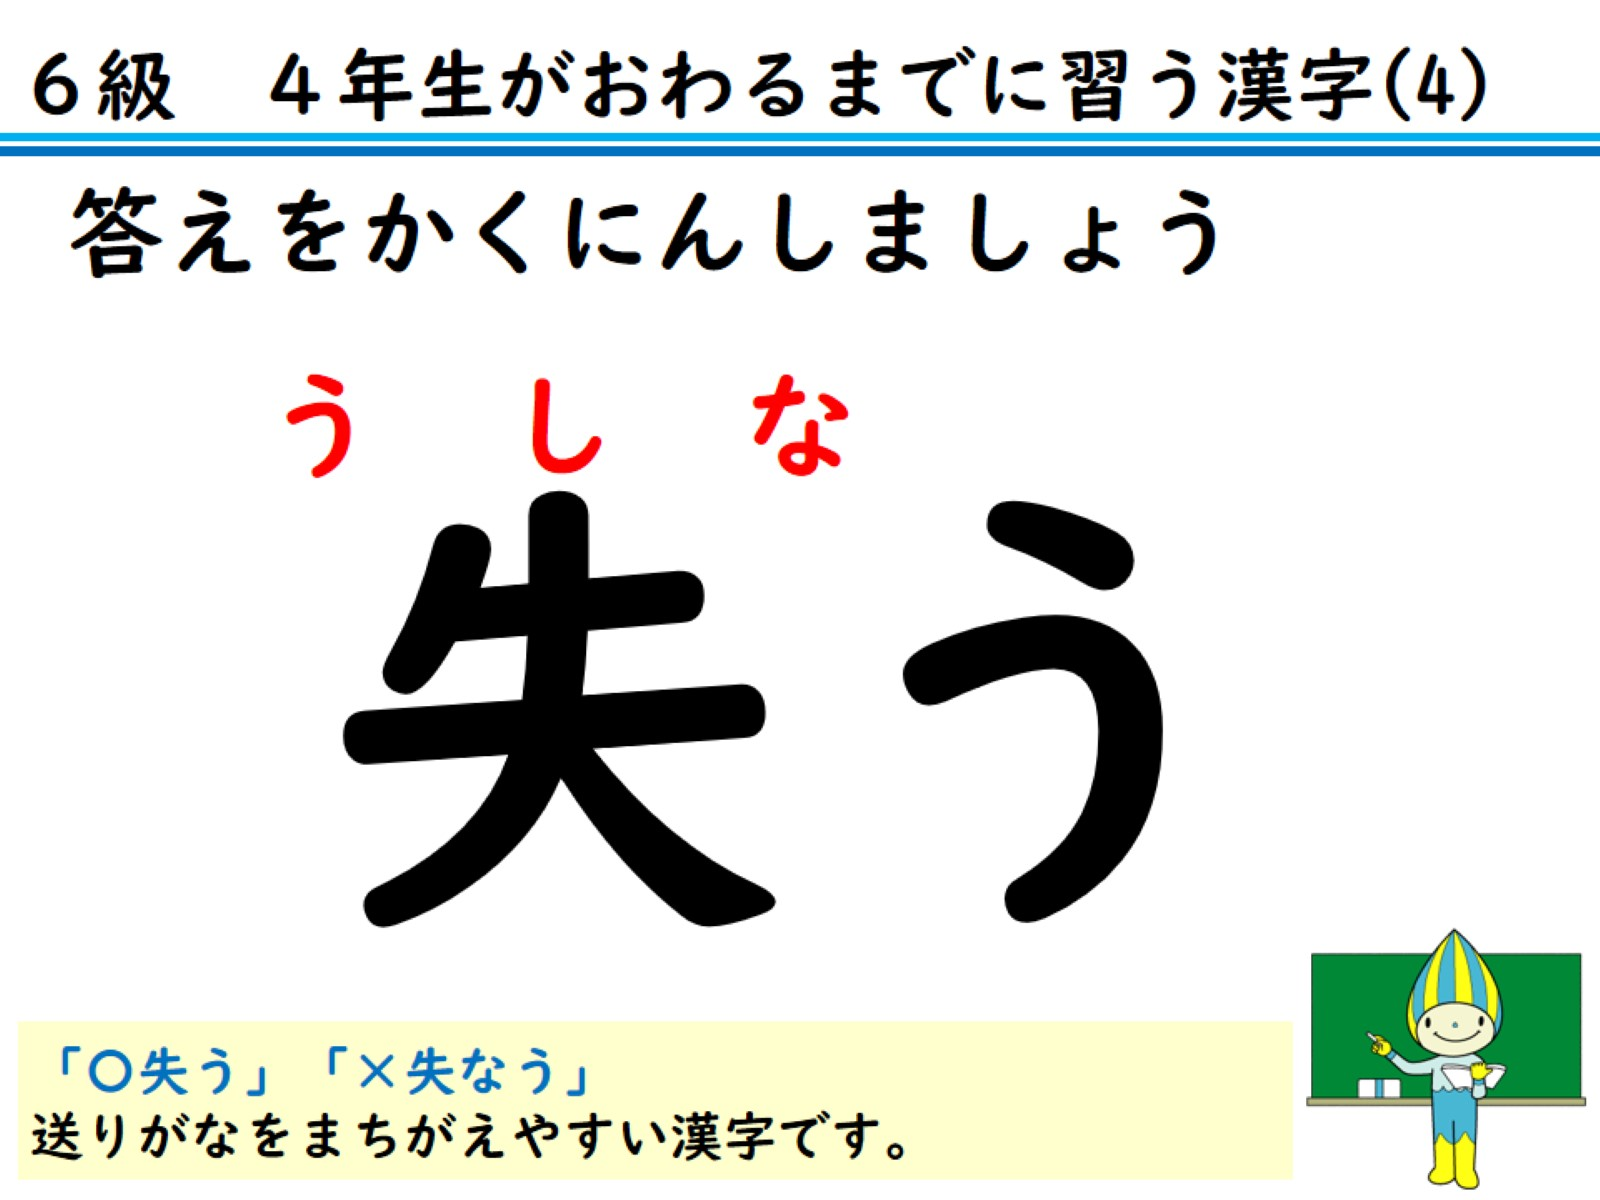 ６級　４年生がおわるまでに習う漢字(4)
答えをかくにんしましょう
う　し　な
失う
「〇失う」「×失なう」
送りがなをまちがえやすい漢字です。